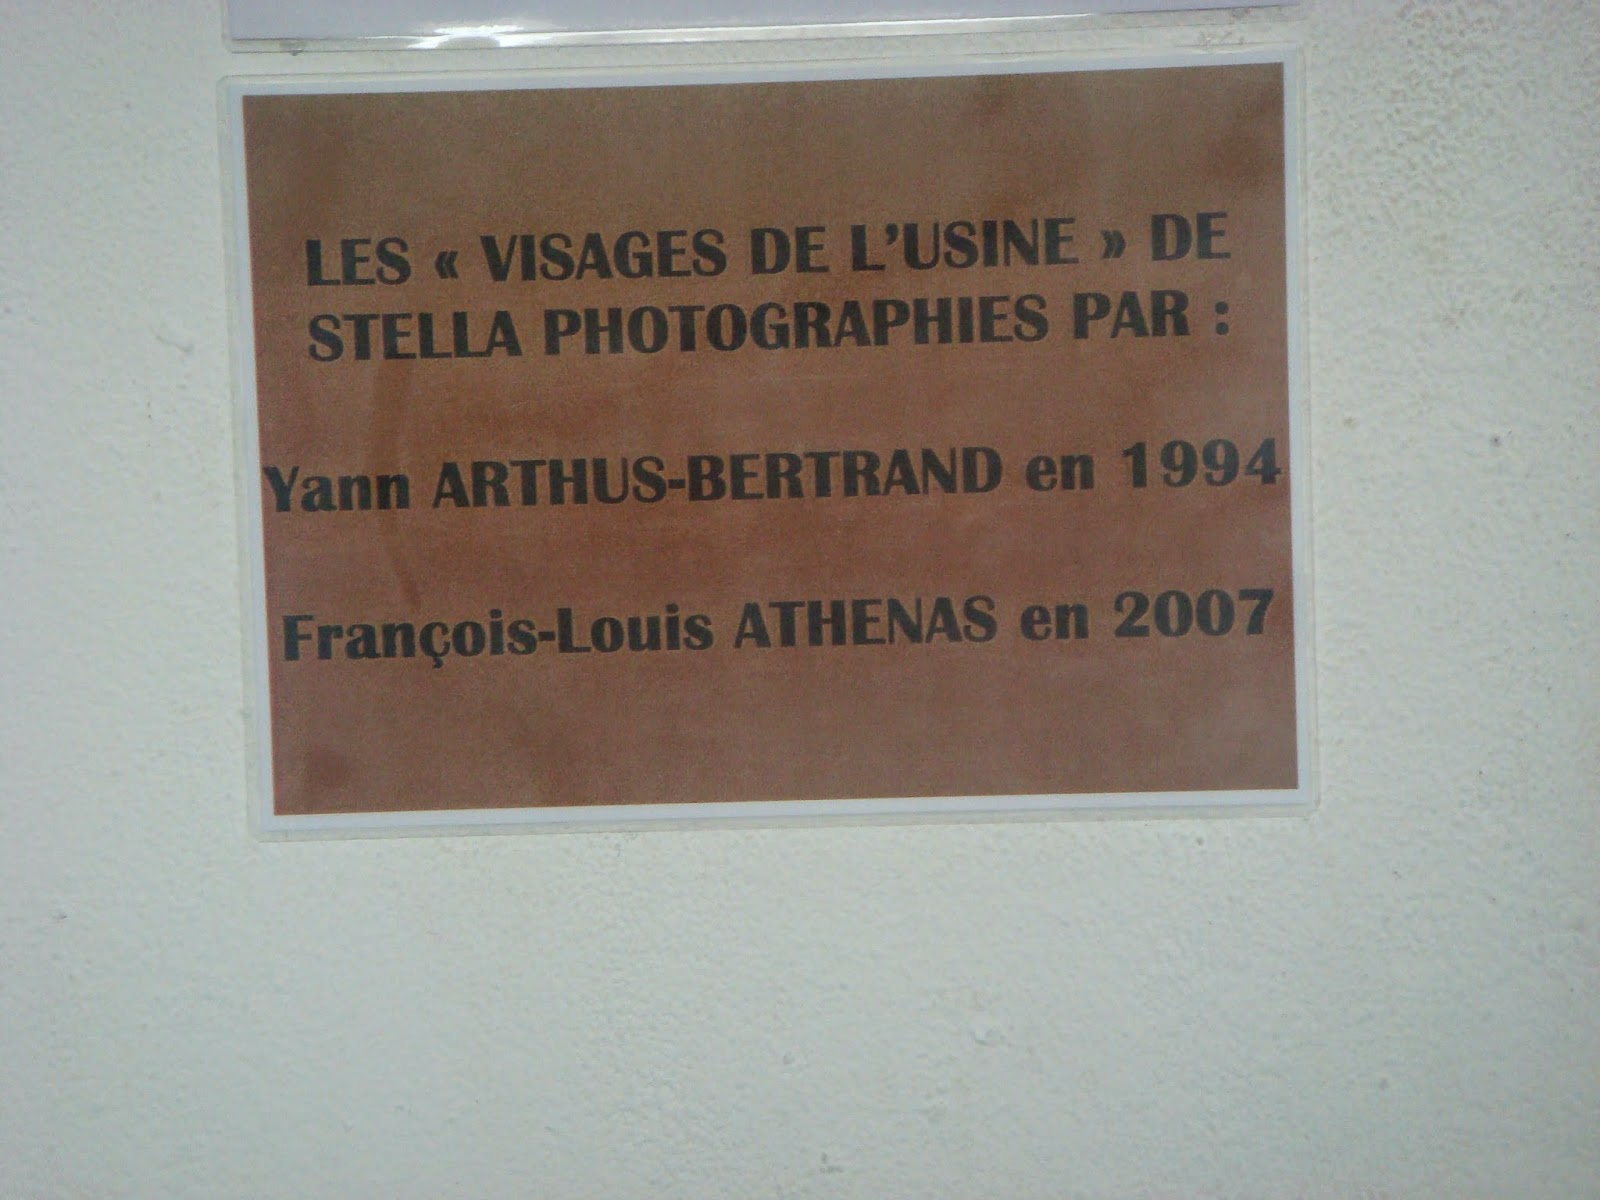 LES « VISAGES DE L’USINE » DE
STELLA PHOTOGRAPHIES PAR :
Yann ARTHUS-BERTRAND en 1994
François-Louis ATHENAS en 2007